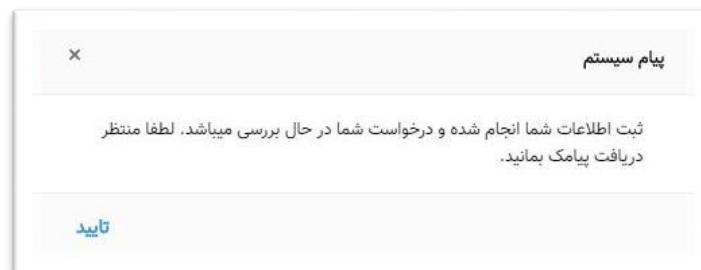 پیام سیستم ×
ثبت اطلاعات شما انجام شده و درخواست شما در حال بررسی میباشد. لطفا منتظر
دریافت پیامک بمانید.
تایید